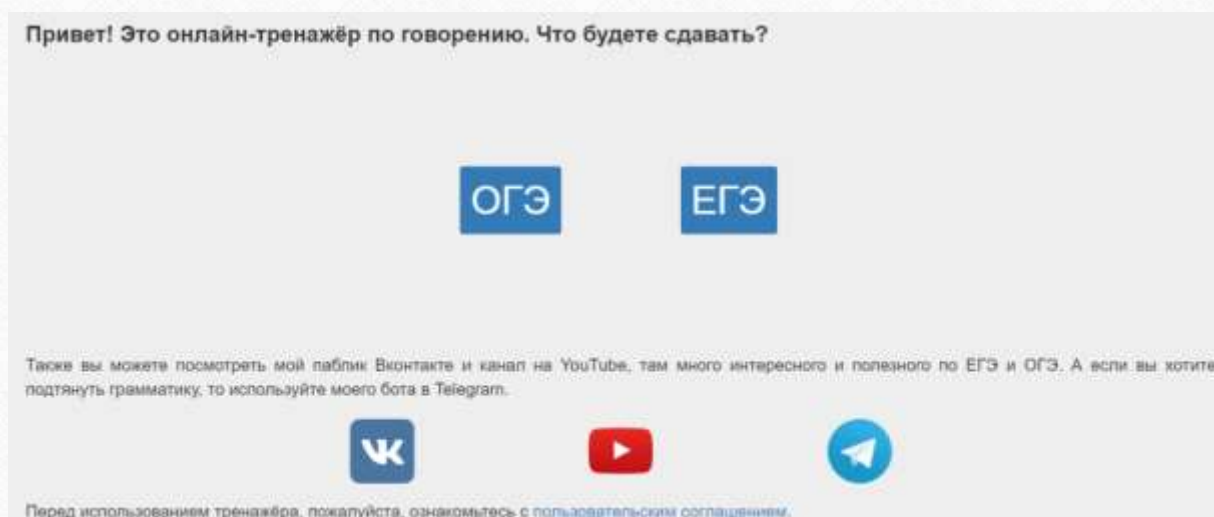 Привет! Это онлайн-тренажёр по говорению. Что будете сдавать?
ОГЭ ЕГЭ
Также вы можете посмотреть мой паблик Вконтакте и канал на YouTube, там много интересного и полезного по ЕГЭ и ОГЭ. А если вы хотите
подтянуть грамматику, то используйте моего бота в Telegram.
Перед использованием тренажёра, пожалуйста, ознакомьтесь с пользовательским соглашением.